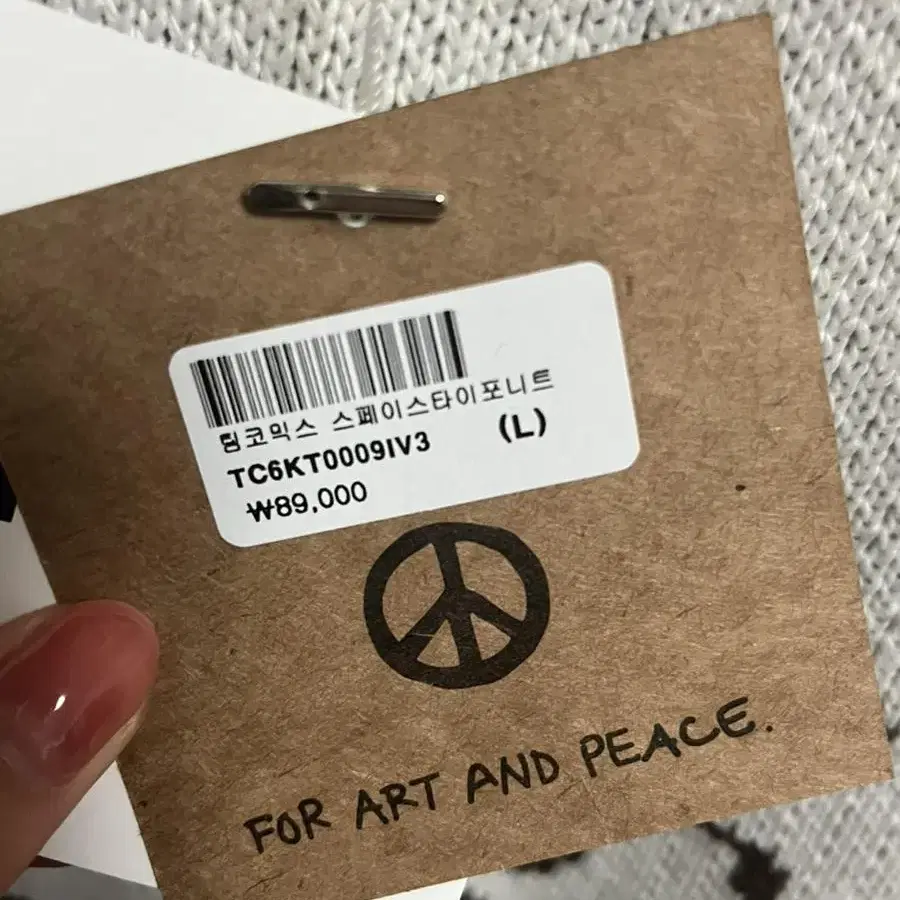 텀코믹스 스페이스타이포니트
TC6KT0009IV3 (L)
₩89,000
FOR ART AND PEACE.